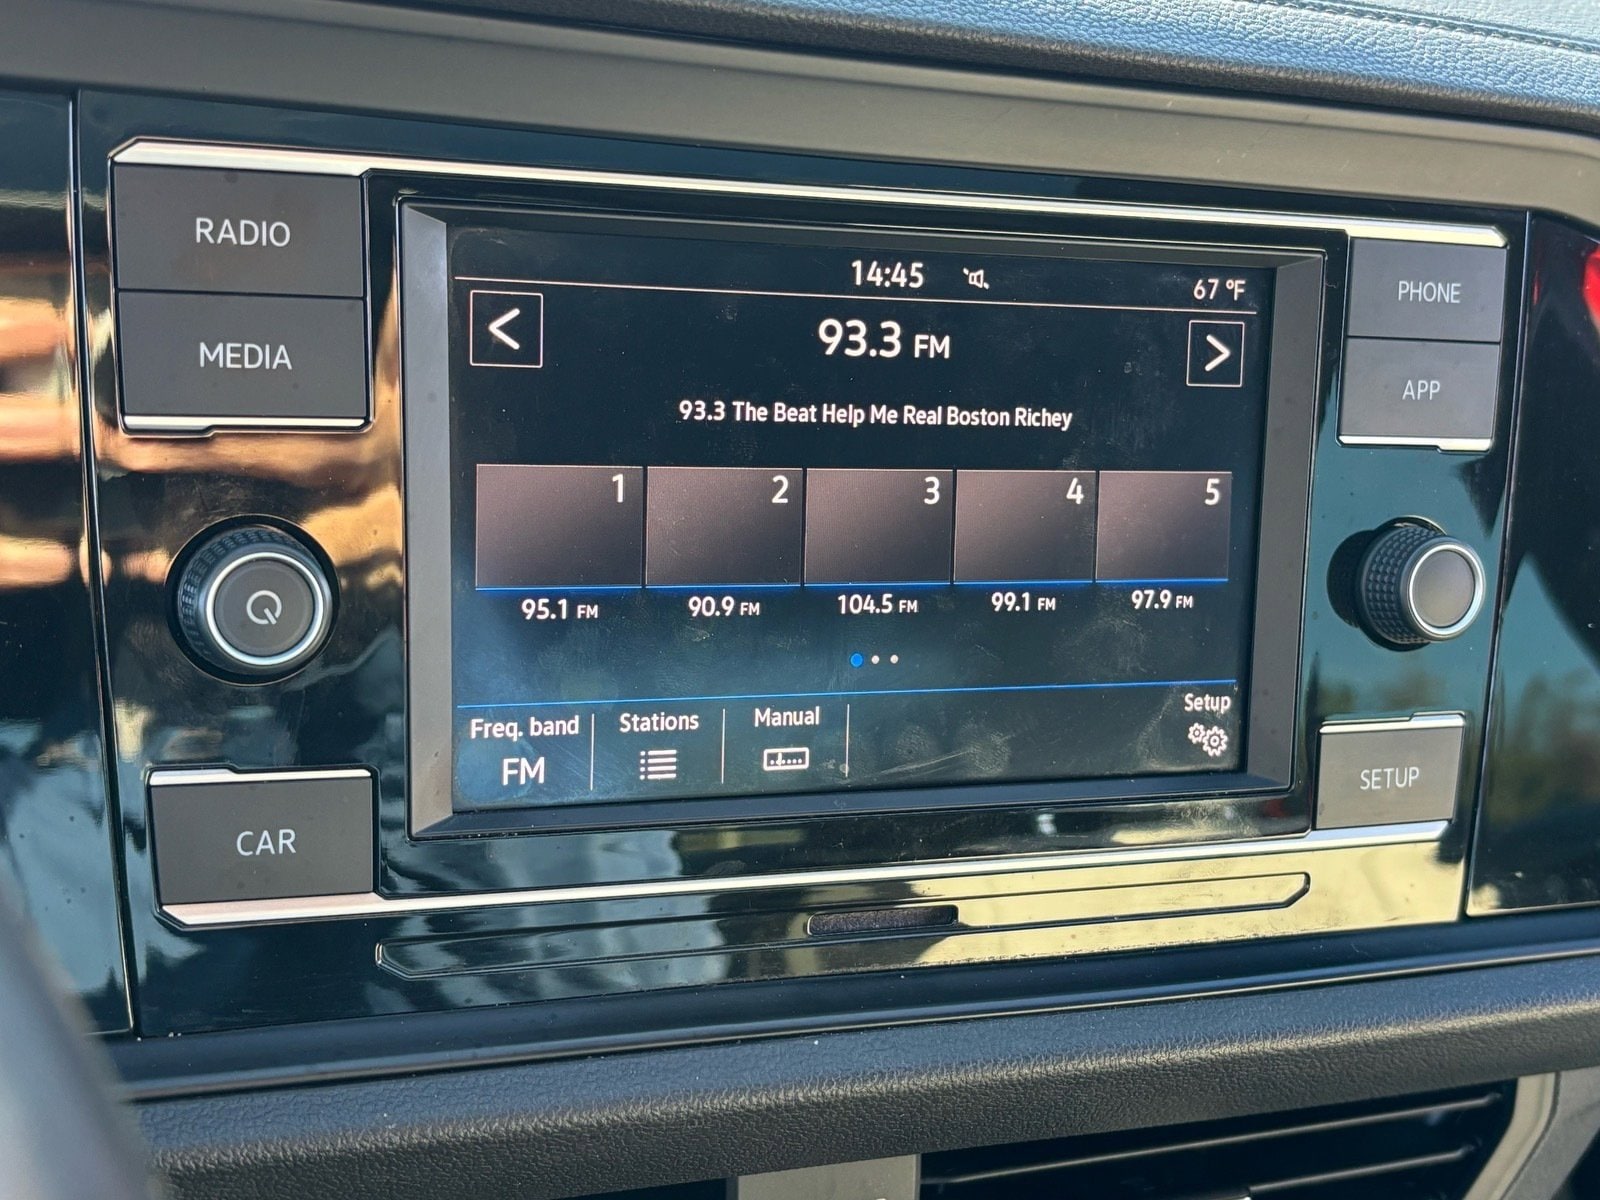 RADIO
MEDIA
CAR
14:45
67 °F
<
93.3 FM
>
93.3 The Beat Help Me Real Boston Richey
1
2
3
4
5
95.1 FM
90.9 FM
104.5 FM
99.1 FM
97.9 FM
Freq. band
FM
Stations
Manual
Setup
PHONE
APP
SETUP